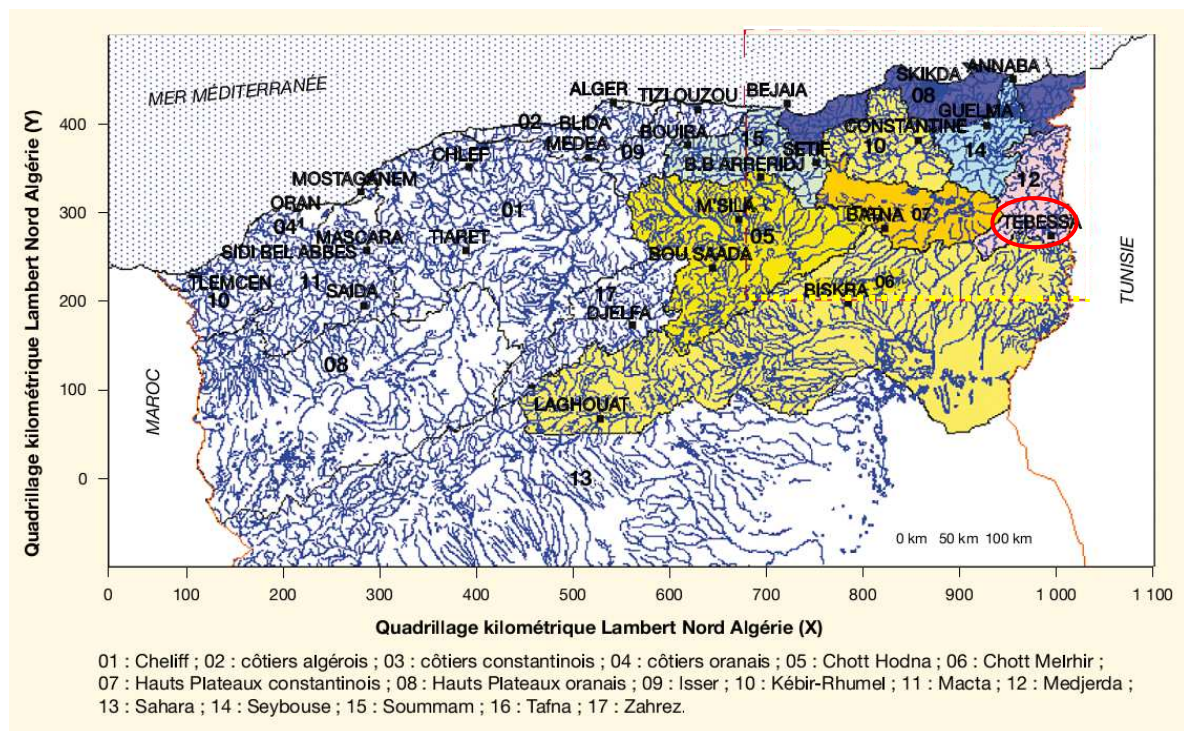 MER MÉDITERRANÉE
ALGER
TIZI OUZOU
BEJAIA
SKIKDA
ANNABA
08
GUELMA
02
BLIDA
BOUIRA
15
CONSTANTINE
MEDEA
09
SETIF
10
14
CHLEF
B.B ARRERIDJ
12
MOSTAGANEM
ORAN
01
M'SILA
BATNA
07
TEBESSA
04
MASCARA
TIARET
05
SIDI BEL ABBES
BOU SAADA
TLEMCEN
11
SAIDA
17
BISKRA
06
10
DJELFA
08
LAGHOUAT
13
MAROC
TUNISIE
0 km 50 km 100 km
Quadrillage kilométrique Lambert Nord Algérie (Y)
400
300
200
100
0
0 100 200 300 400 500 600 700 800 900 1 000 1 100
Quadrillage kilométrique Lambert Nord Algérie (X)
01 : Cheliff ; 02 : côtiers algérois ; 03 : côtiers constantinois ; 04 : côtiers oranais ; 05 : Chott Hodna ; 06 : Chott Melrhir ;
07 : Hauts Plateaux constantinois ; 08 : Hauts Plateaux oranais ; 09 : Isser ; 10 : Kébir-Rhumel ; 11 : Macta ; 12 : Medjerda ;
13 : Sahara ; 14 : Seybouse ; 15 : Soummam ; 16 : Tafna ; 17 : Zahrez.